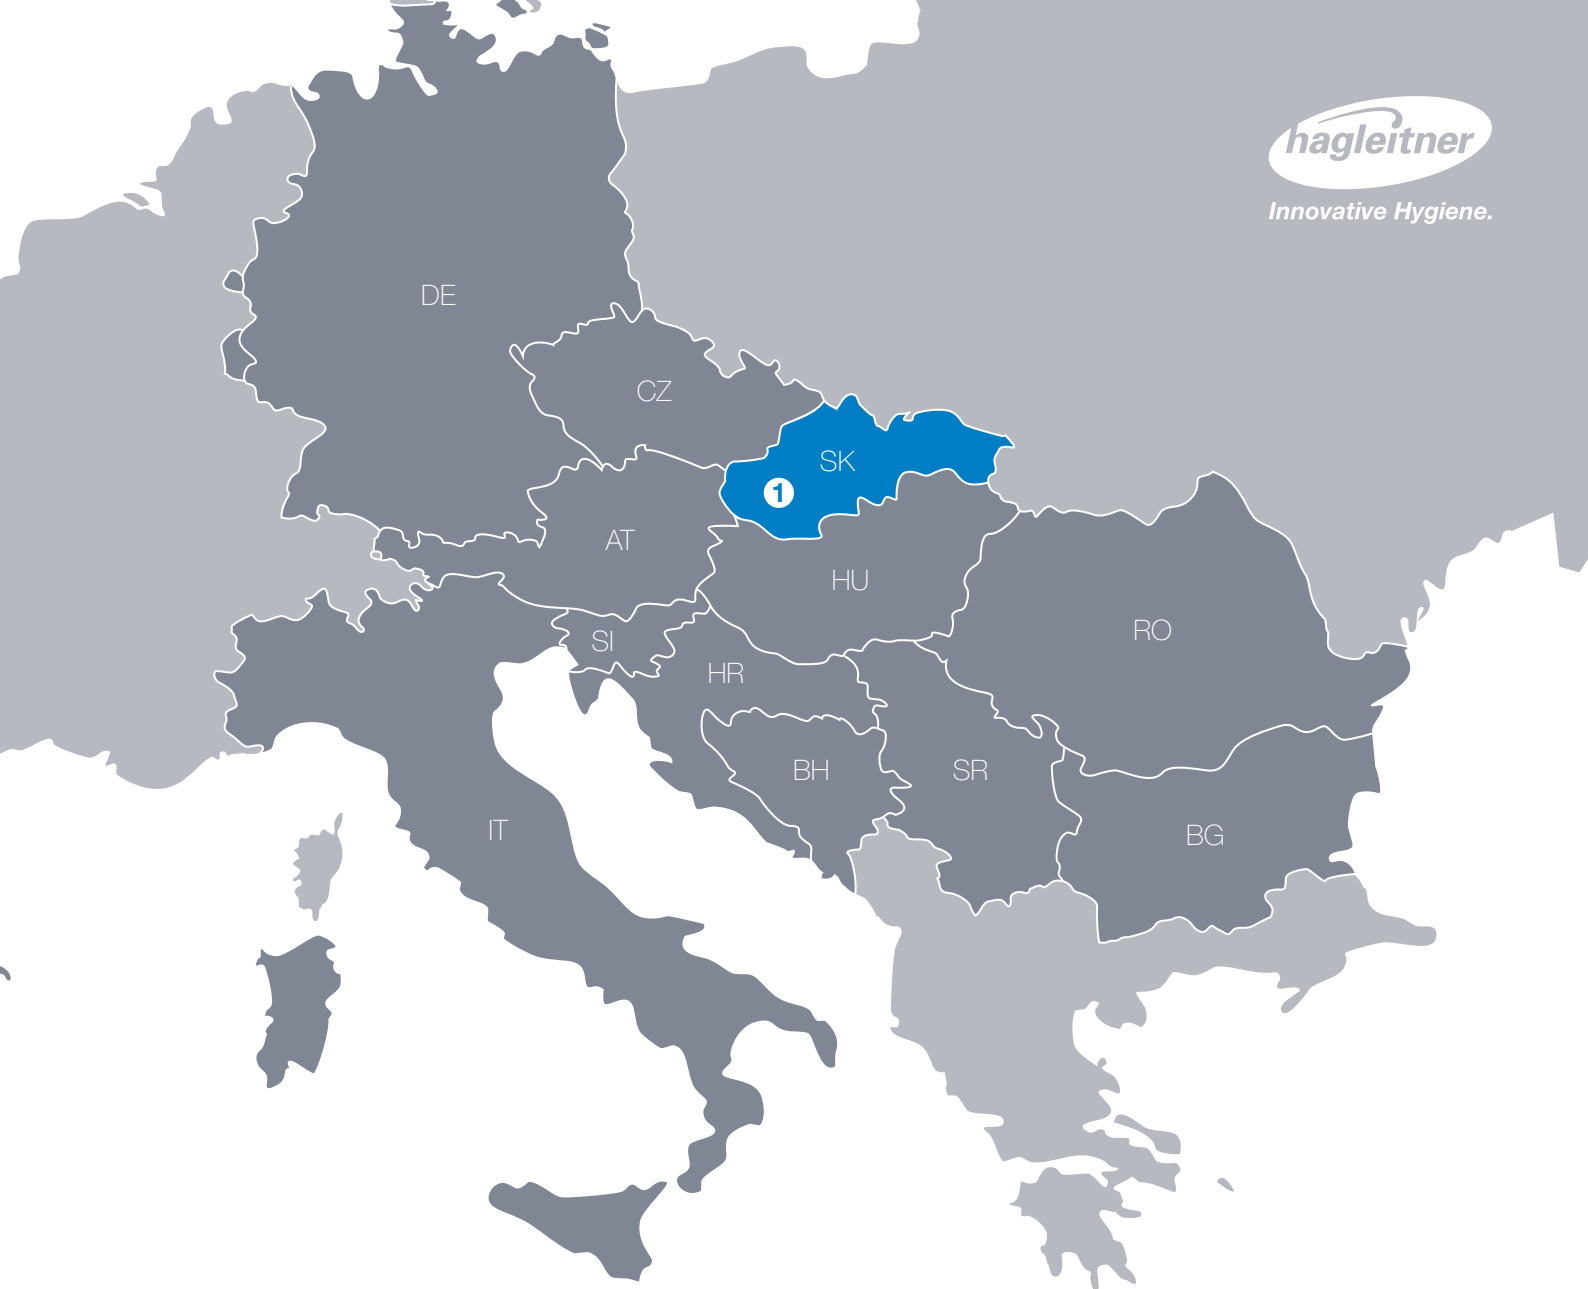 hagleitner
Innovative Hygiene.
DE
CZ
SK
1
AT
HU
RO
SI
HR
BH
SR
IT
BG